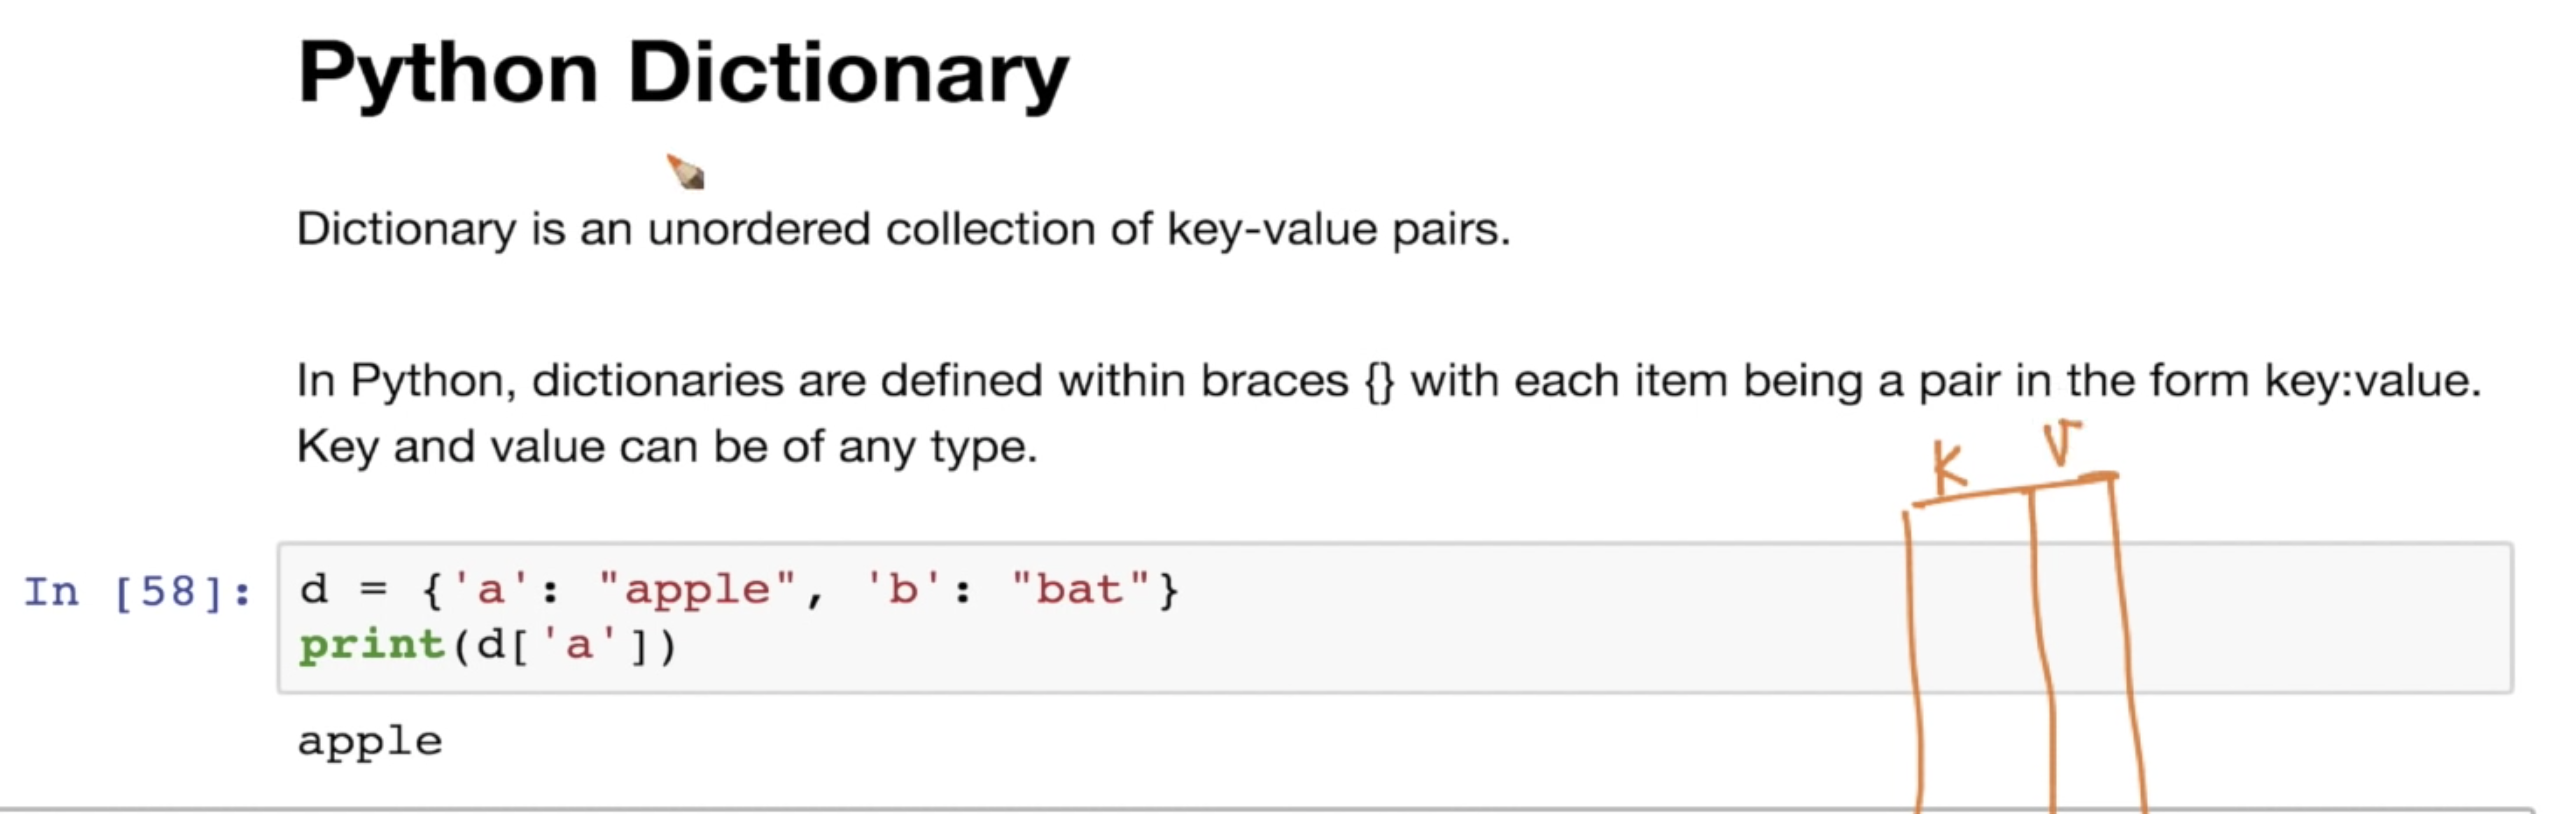 Python Dictionary
Dictionary is an unordered collection of key-value pairs.
In Python, dictionaries are defined within braces {} with each item being a pair in the form key:value.
Key and value can be of any type.
K V
In [58]: d = {'a': "apple", 'b': "bat"}
print(d['a'])
apple